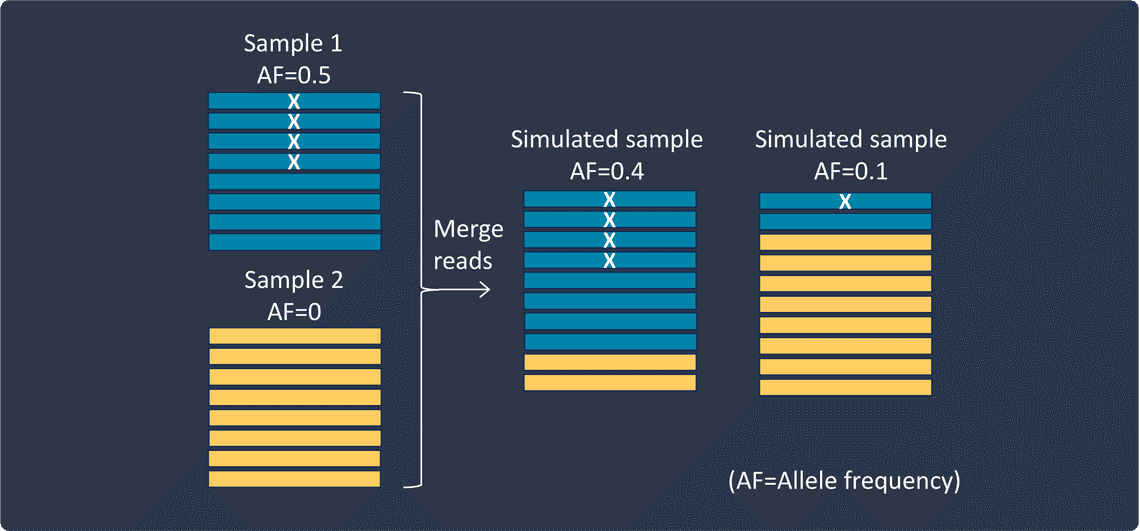 Sample 1
AF=0.5
X
X
X
X
Sample 2
AF=0
Merge
reads
Simulated sample
AF=0.4
X
X
X
X
Simulated sample
AF=0.1
X
(AF=Allele frequency)